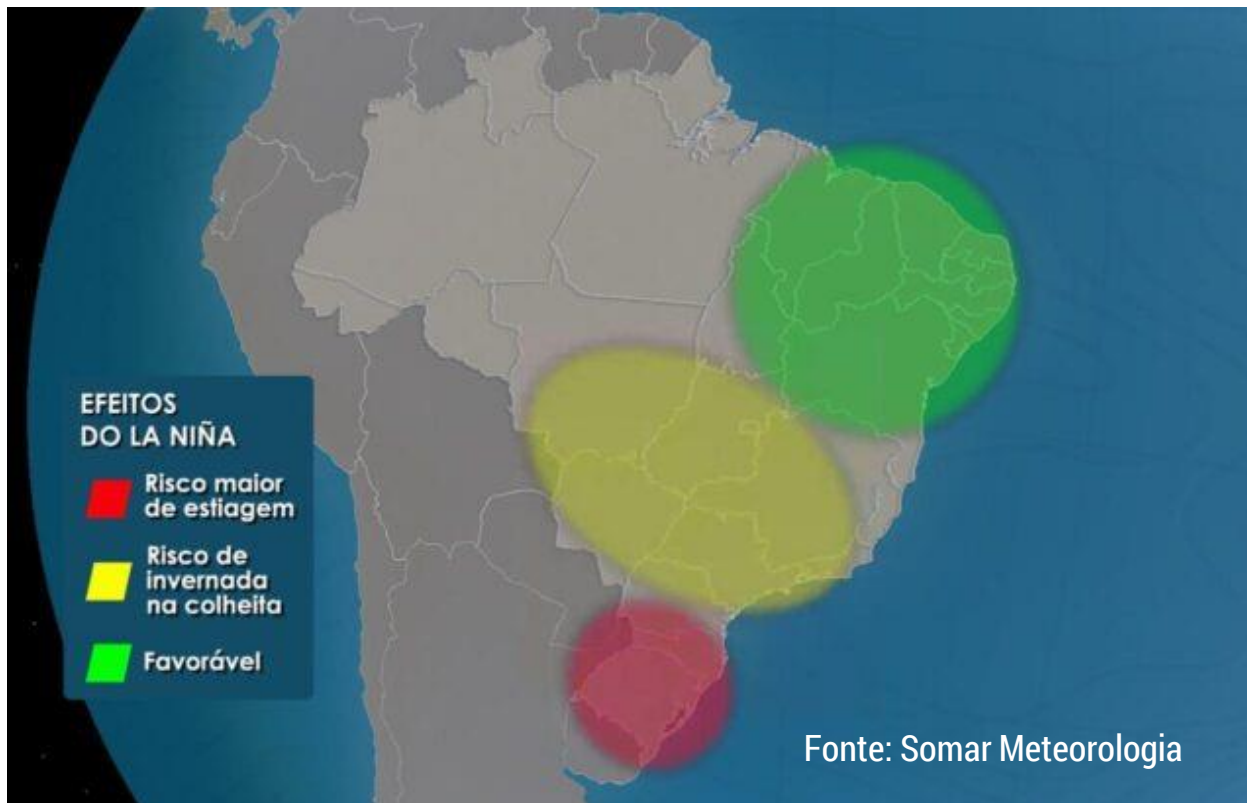 EFEITOS
DO LA NIÑA
Risco maior
de estiagem
Risco de
invernada
na colheita
Favorável
Fonte: Somar Meteorologia